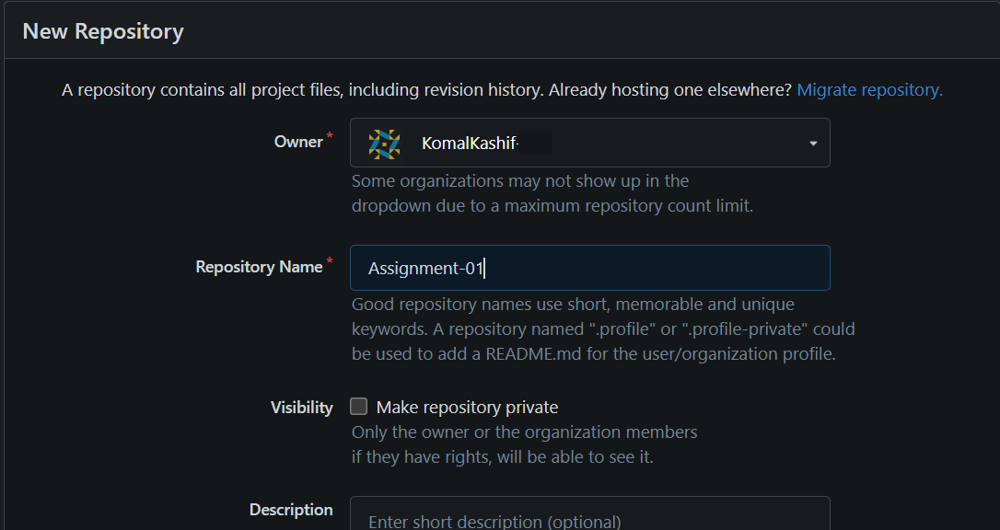 New Repository
A repository contains all project files, including revision history. Already hosting one elsewhere? Migrate repository.
Owner *
KomalKashif-
Some organizations may not show up in the
dropdown due to a maximum repository count limit.
Repository Name *
Assignment-01
Good repository names use short, memorable and unique
keywords. A repository named ".profile" or ".profile-private" could
be used to add a README.md for the user/organization profile.
Visibility
Make repository private
Only the owner or the organization members
if they have rights, will be able to see it.
Description
Enter short description (optional)